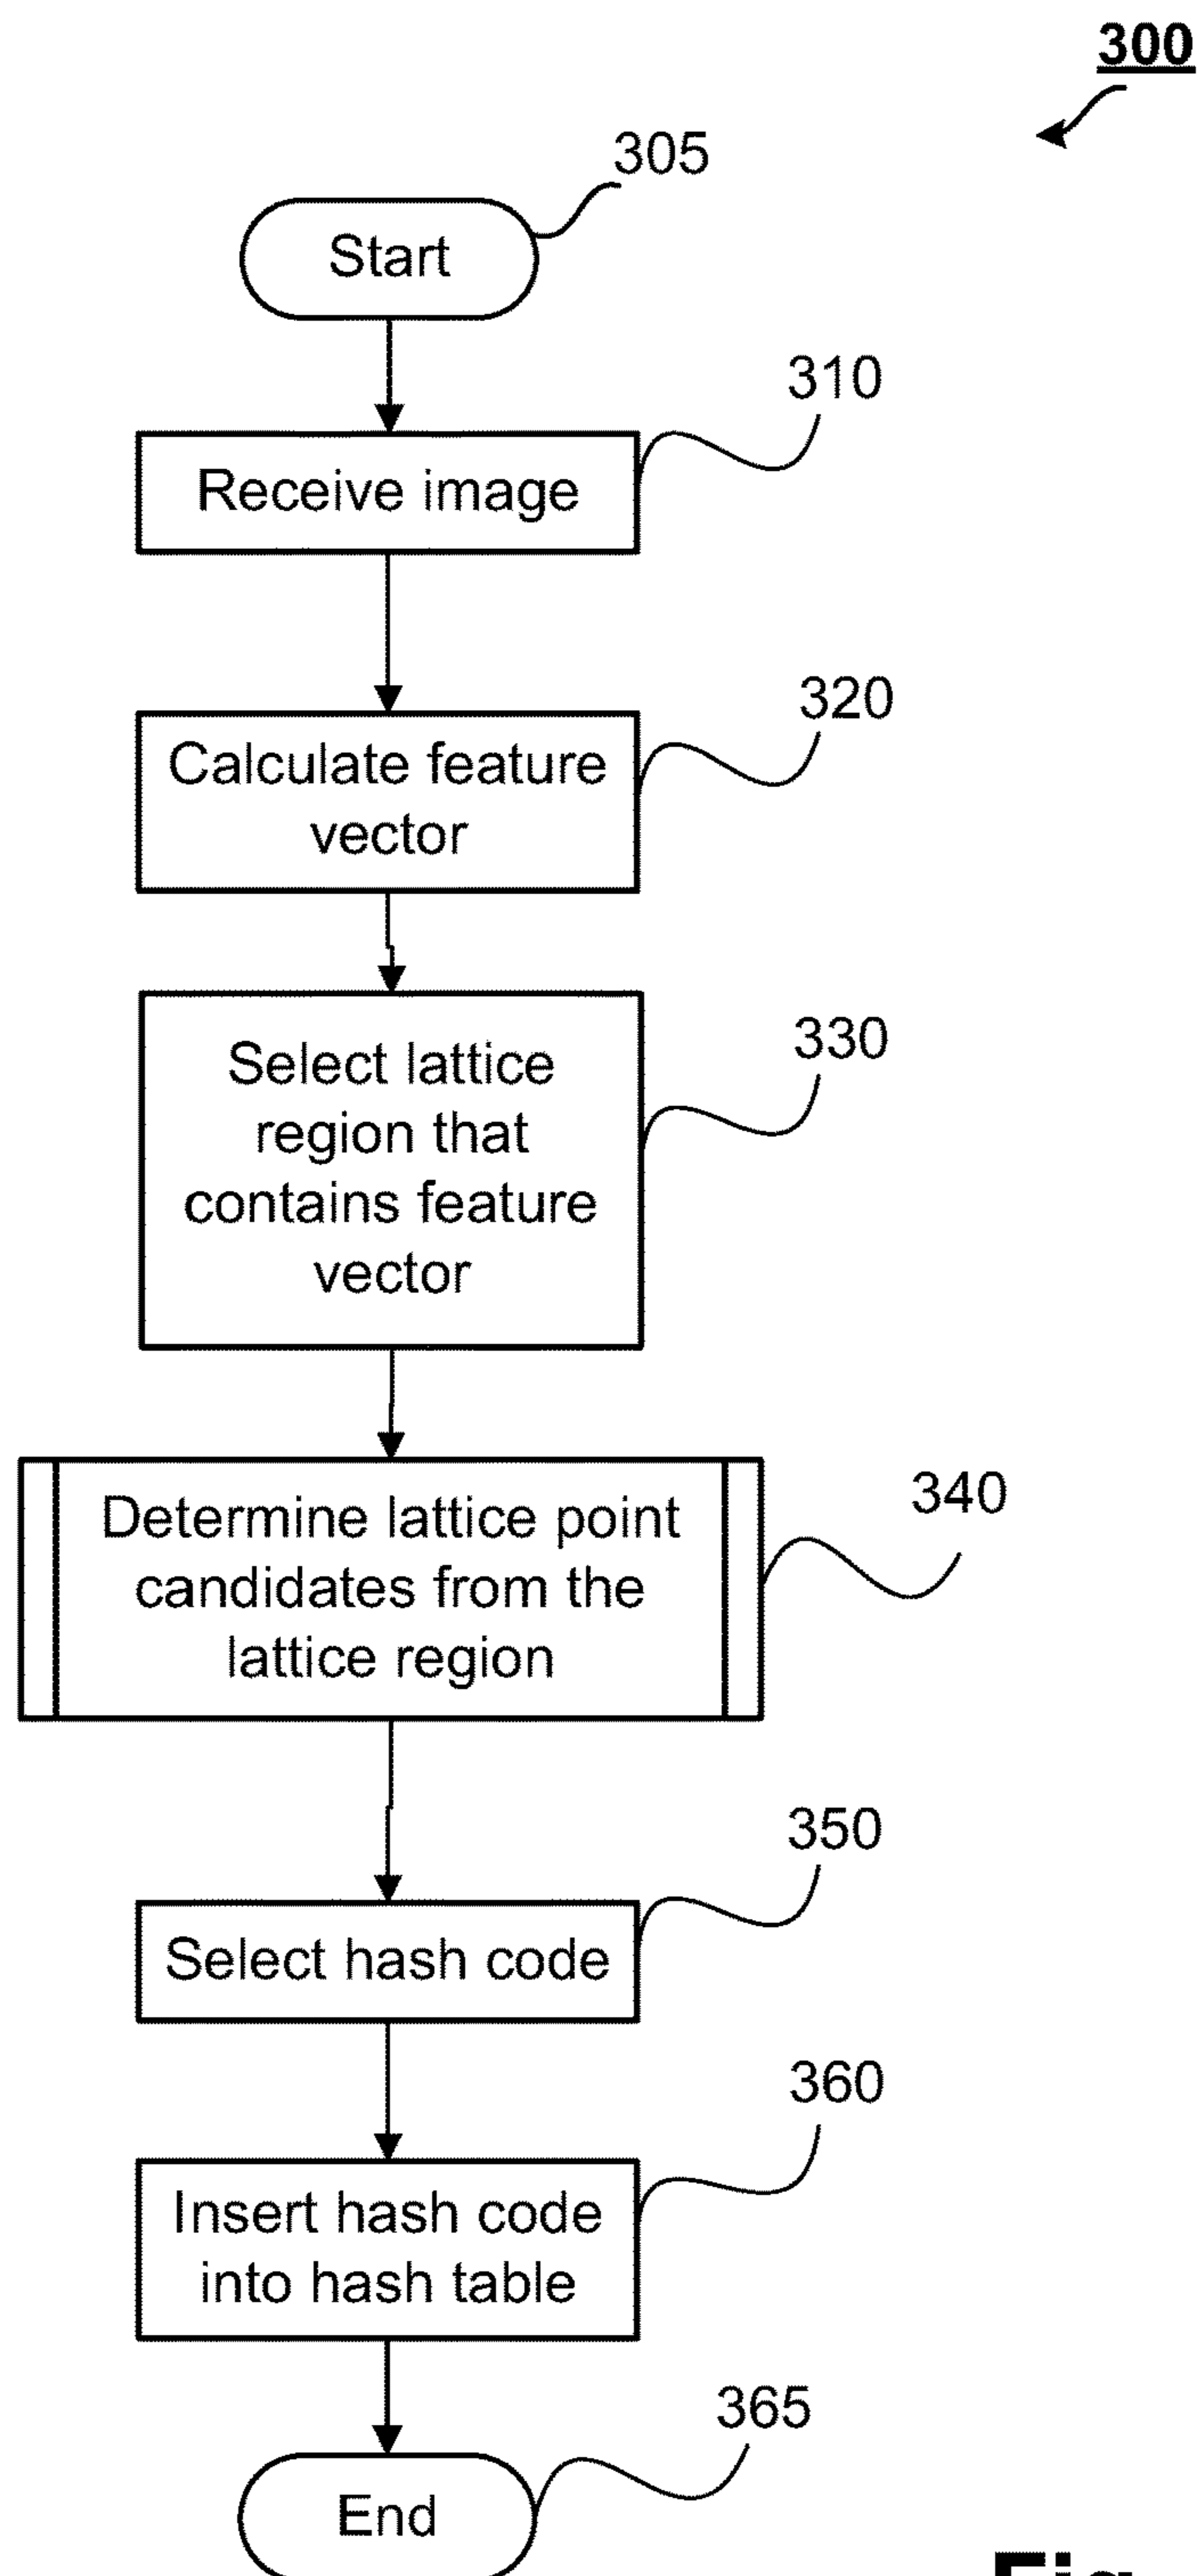 300
305
Start
310
Receive image
320
Calculate feature
vector
330
Select lattice
region that
contains feature
vector
340
Determine lattice point
candidates from the
lattice region
350
Select hash code
360
Insert hash code
into hash table
365
End